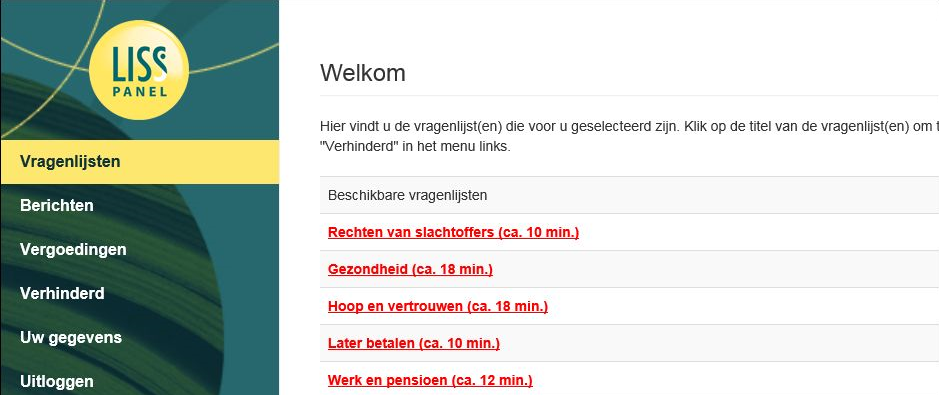 LISS
PANEL
Vragenlijsten
Berichten
Vergoedingen
Verhinderd
Uw gegevens
Uitloggen
Welkom
Hier vindt u de vragenlijst(en) die voor u geselecteerd zijn. Klik op de titel van de vragenlijst(en) om
"Verhinderd" in het menu links.
Beschikbare vragenlijsten
Rechten van slachtoffers (ca. 10 min.)
Gezondheid (ca. 18 min.)
Hoop en vertrouwen (ca. 18 min.)
Later betalen (ca. 10 min.)
Werk en pensioen (ca. 12 min.)